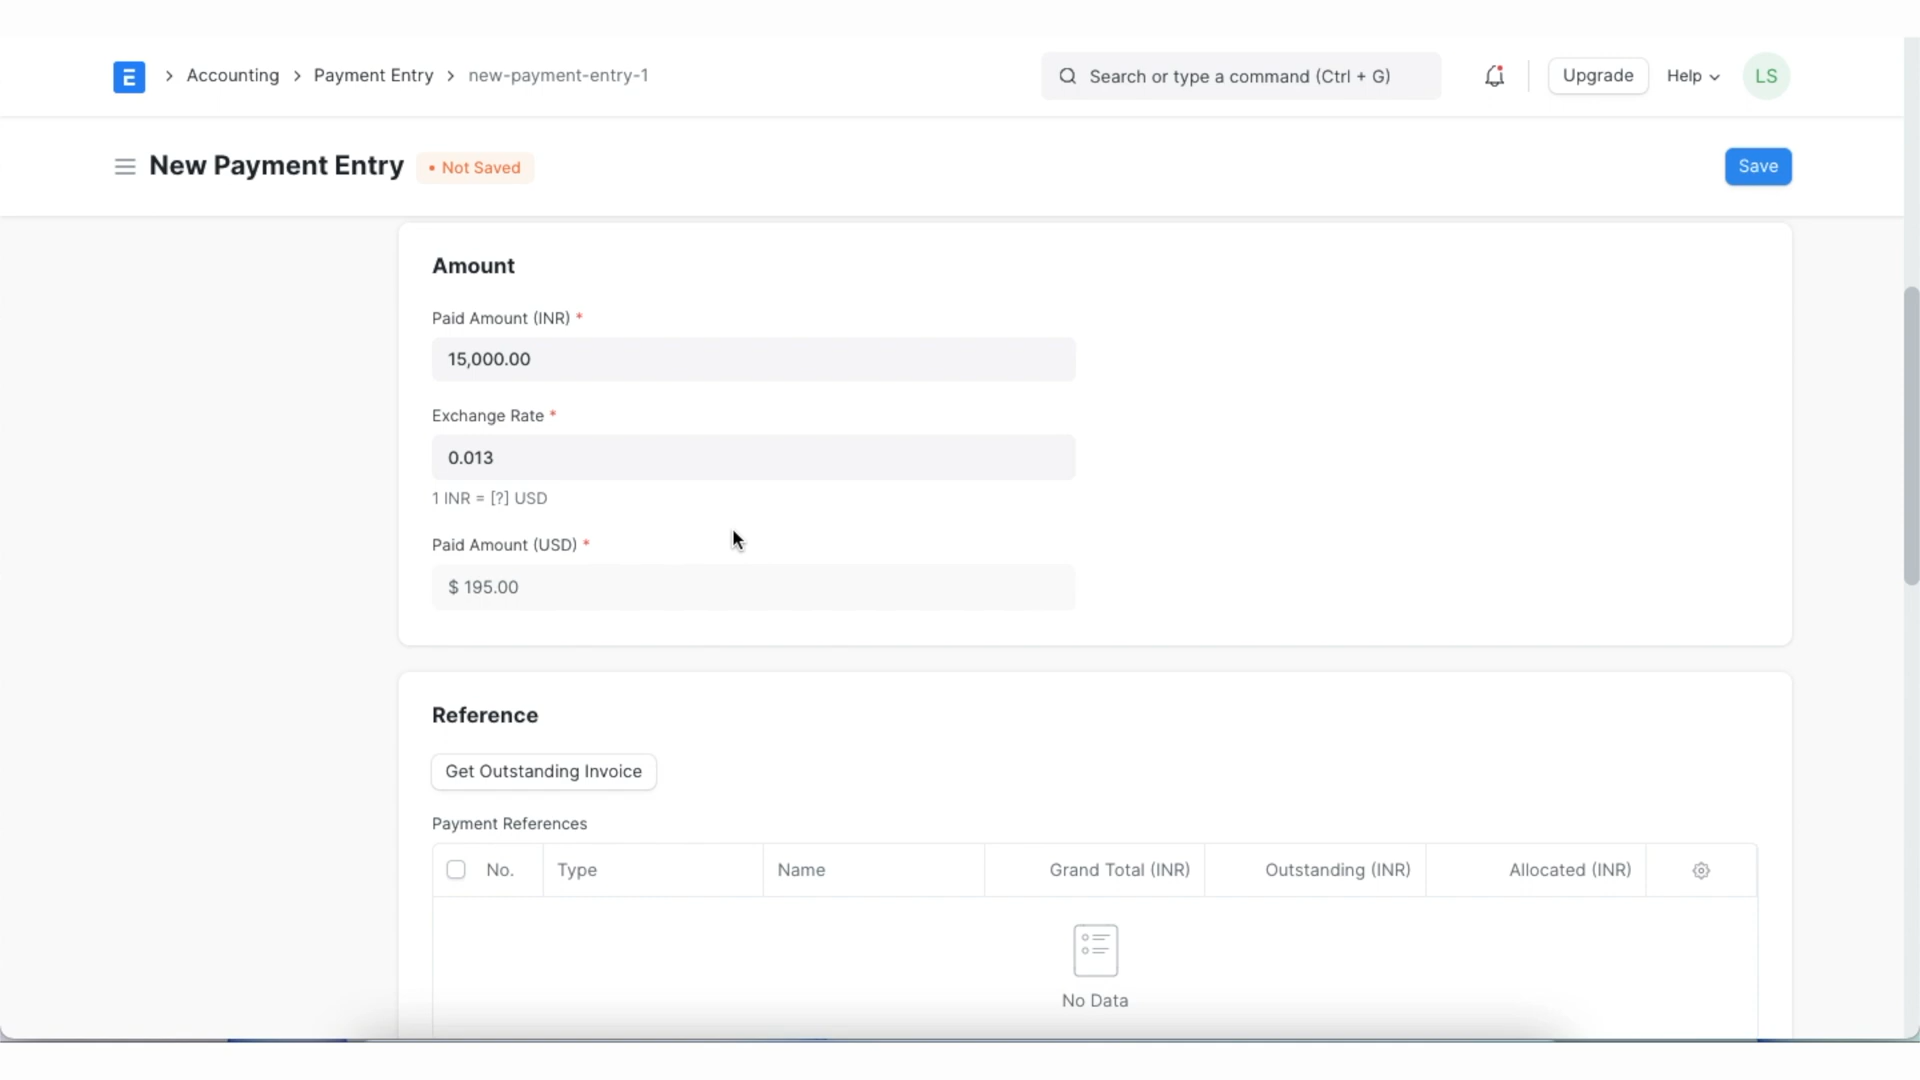 E > Accounting > Payment Entry > new-payment-entry-1
Search or type a command (Ctrl + G)
Upgrade
Help
LS
New Payment Entry
• Not Saved
Save
Amount
Paid Amount (INR) *
15,000.00
Exchange Rate *
0.013
1 INR = [?] USD
Paid Amount (USD) *
$ 195.00
Reference
Get Outstanding Invoice
Payment References
No. Type Name Grand Total (INR) Outstanding (INR) Allocated (INR)
No Data